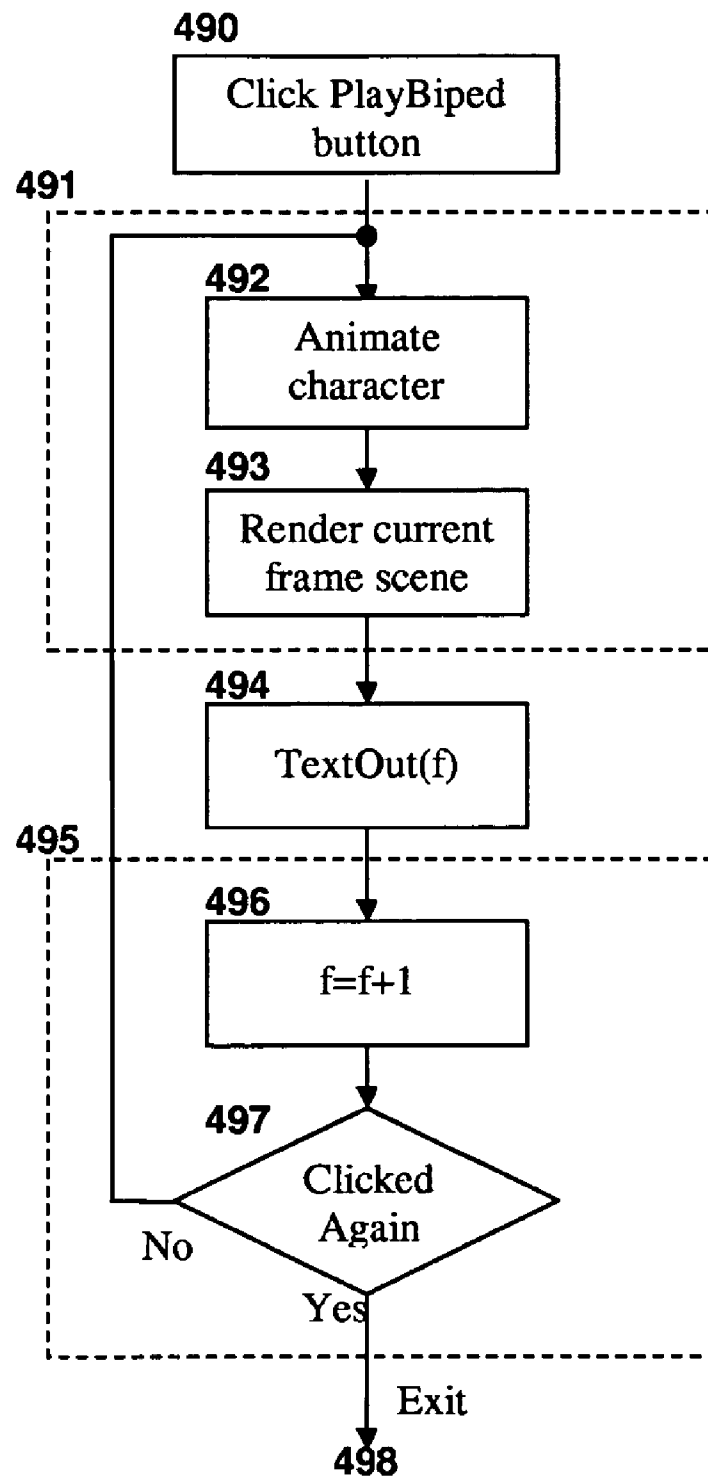 490
Click PlayBiped
button
491
492
Animate
character
493
Render current
frame scene
494
TextOut(f)
495
496
f=f+1
497
Clicked
Again
No
Yes
Exit
498